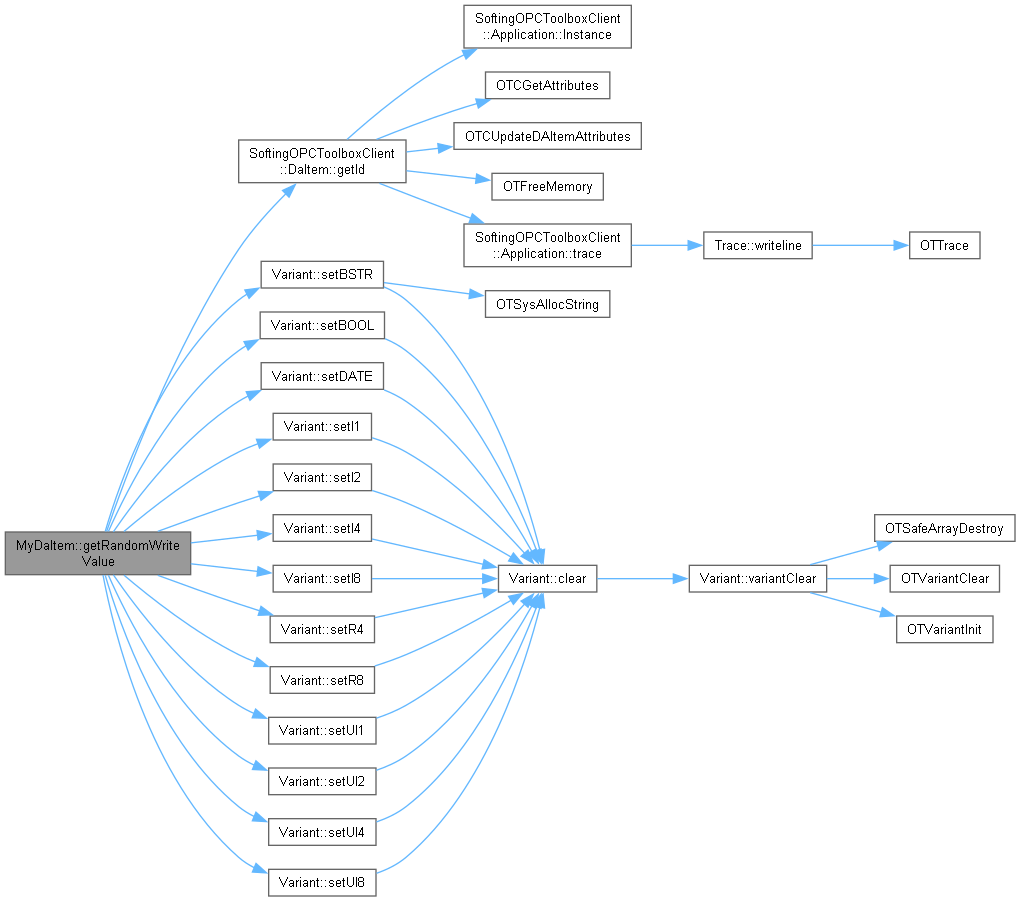 SoftingOPCToolboxClient
::Application::Instance
OTCGetAttributes
OTCUpdateDAItemAttributes
SoftingOPCToolboxClient
::DaItem::getId
OTFreeMemory
SoftingOPCToolboxClient
::Application::trace
Trace::writeline
OTTrace
Variant::setBSTR
OTSysAllocString
Variant::setBOOL
Variant::setDATE
Variant::setI1
Variant::setI2
Variant::setI4
OTSafeArrayDestroy
MyDaItem::getRandomWrite
Value
Variant::setI8
Variant::clear
Variant::variantClear
OTVariantClear
Variant::setR4
OTVariantInit
Variant::setR8
Variant::setUI1
Variant::setUI2
Variant::setUI4
Variant::setUI8